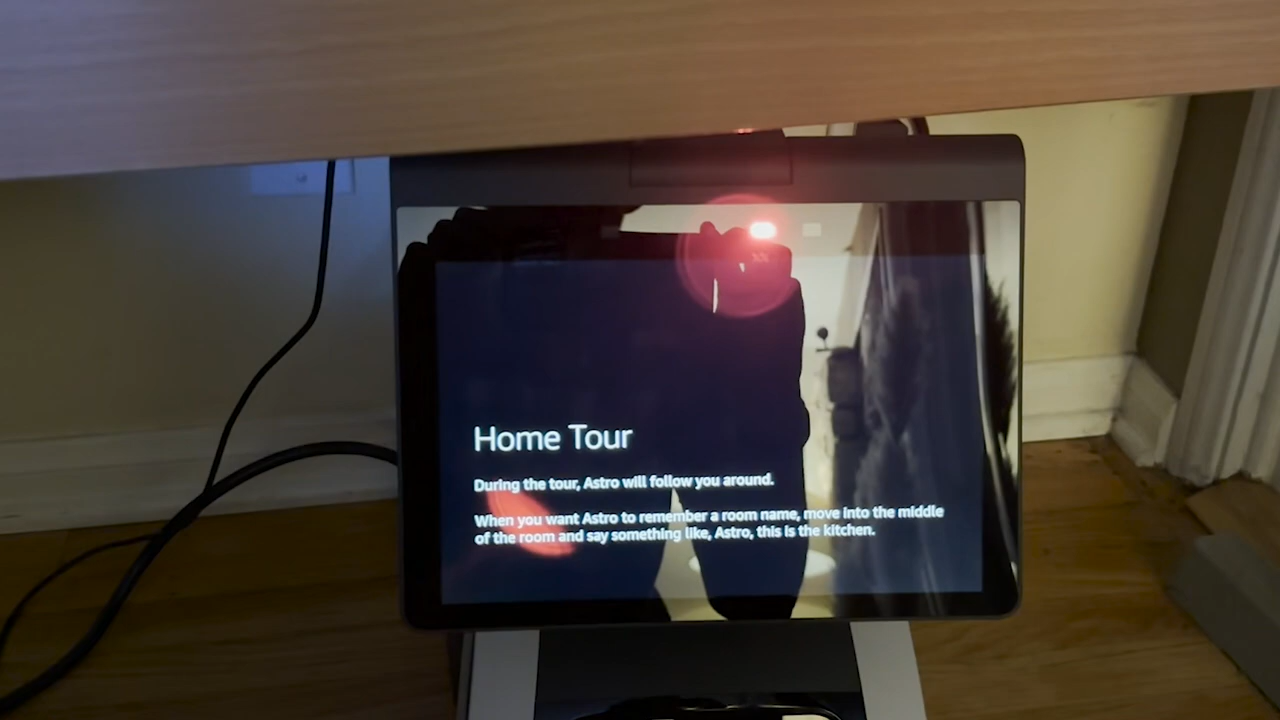 Home Tour
During the tour, Astro will follow you around.
When you want Astro to remember a room name, move into the middle
of the room and say something like, Astro, this is the kitchen.